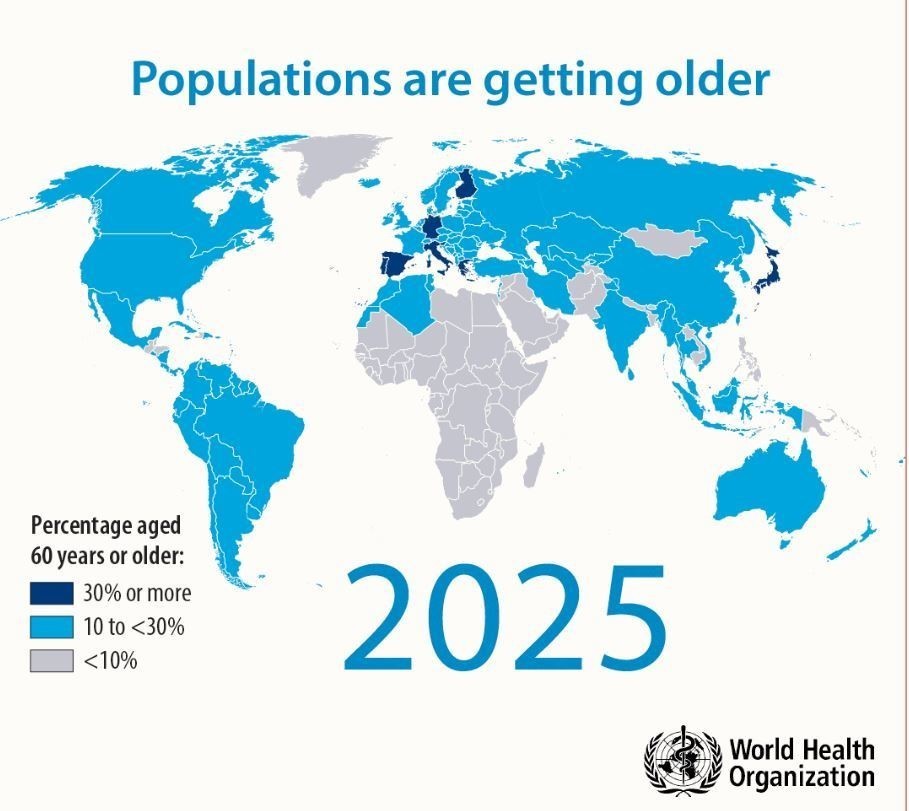 Populations are getting older
Percentage aged
60 years or older:
30% or more
10 to <30%
<10%
2025
World Health
Organization